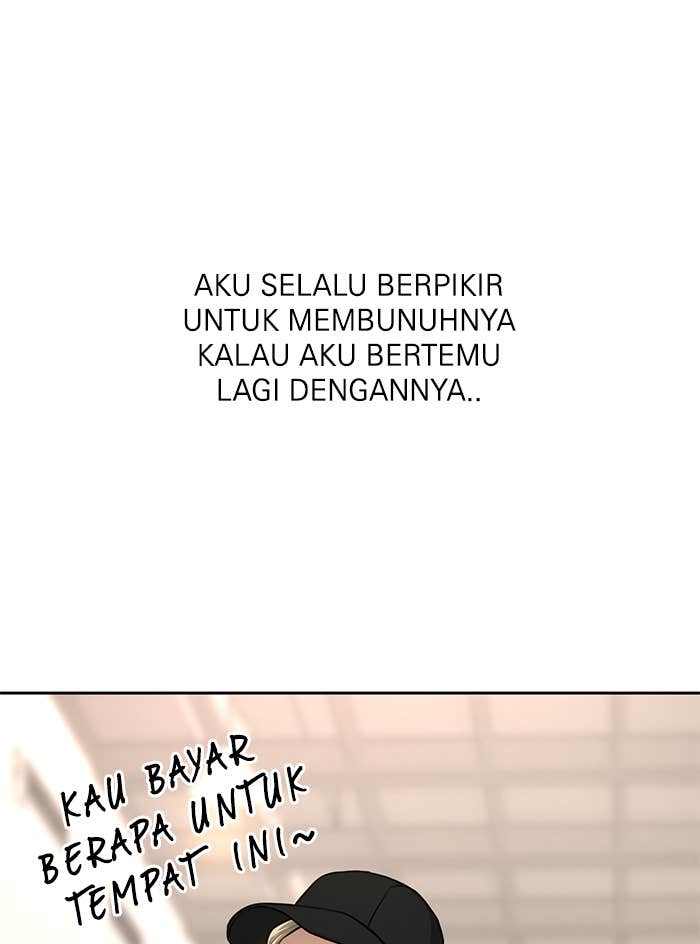 AKU SELALU BERPIKIR
UNTUK MEMBUNUHNYA
KALAU AKU BERTEMU
LAGI DENGANNYA..
KAU BAYAR
BERAPA UNTUK
TEMPAT INI~